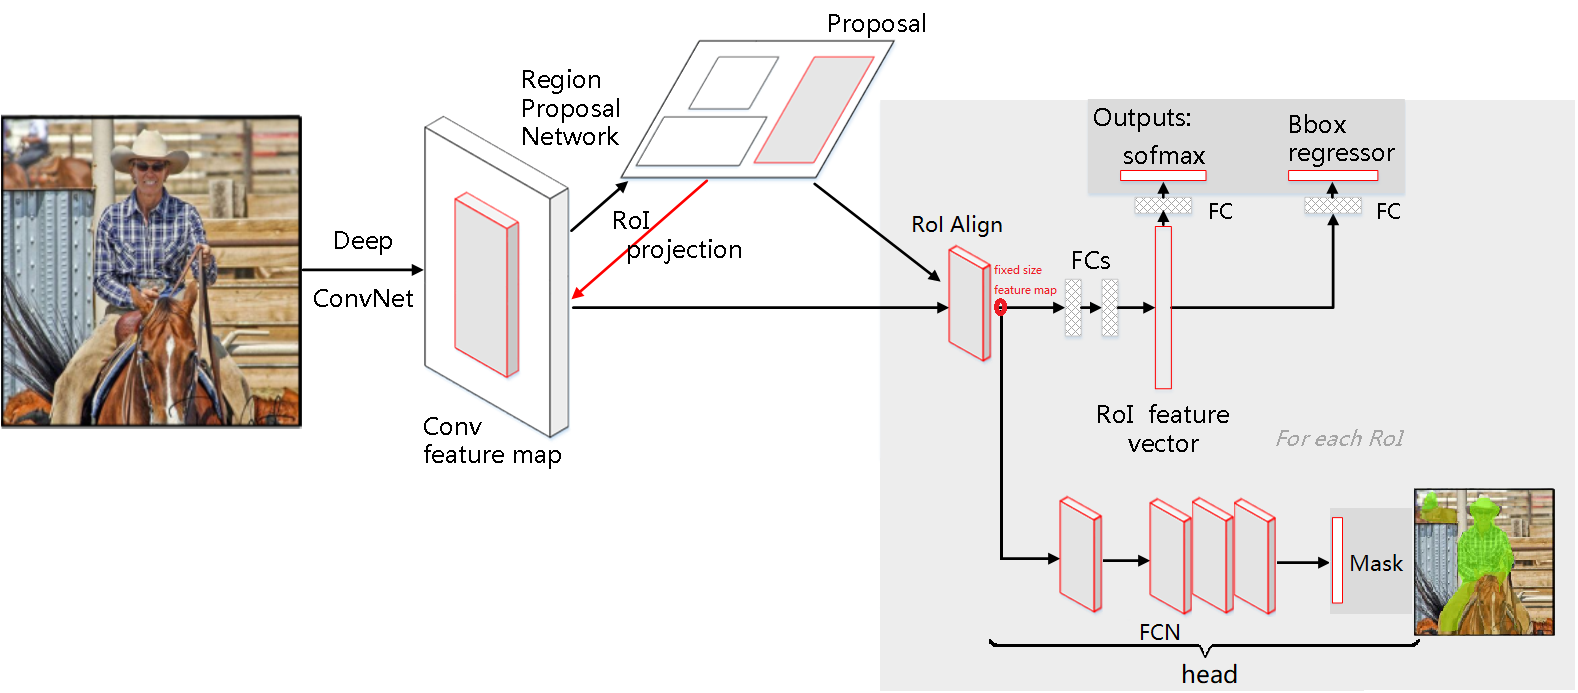 Proposal
Region
Proposal
Network
Deep
ConvNet
RoI
projection
Conv
feature map
RoI Align
fixed size
feature map
FCs
Outputs:
sofmax
Bbox
regressor
FC
FC
RoI feature
vector
For each RoI
FCN
Mask
head